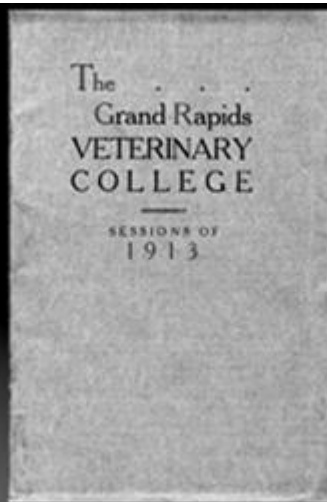 The . . .
Grand Rapids
VETERINARY
COLLEGE
SESSIONS OF
1913